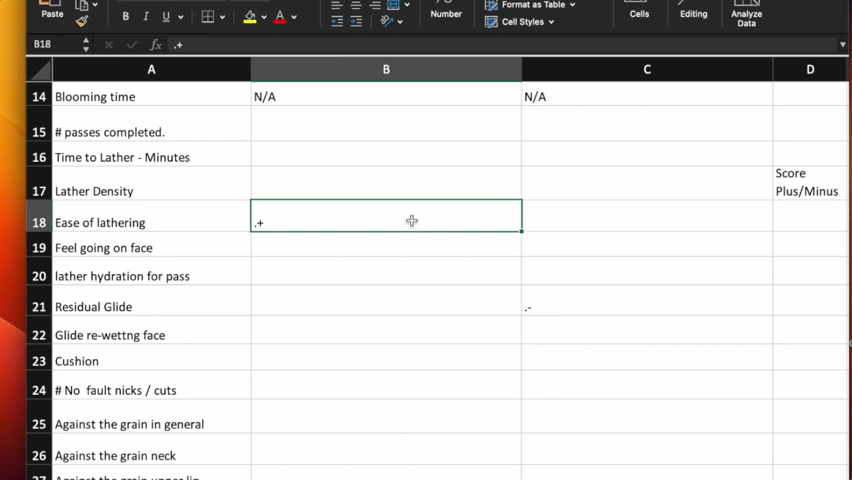 Paste
B I U
A
Number
Format as Table
Cell Styles
Cells
Editing
Analyze
Data
B18 fx .+
A B C D
14 Blooming time N/A N/A
15 # passes completed.
16 Time to Lather - Minutes
17 Lather Density Score
Plus/Minus
18 Ease of lathering .+
19 Feel going on face
20 lather hydration for pass
21 Residual Glide .-
22 Glide re-wettng face
23 Cushion
24 # No fault nicks / cuts
25 Against the grain in general
26 Against the grain neck
27 Against the grain upper lip